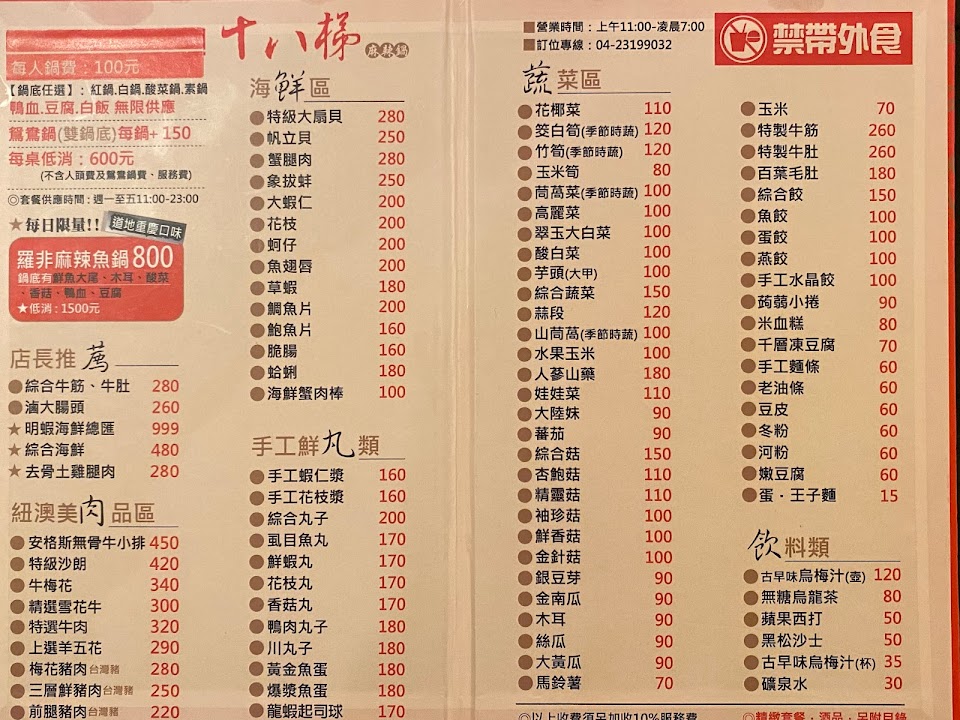 十八梯 麻辣鍋
營業時間：上午11:00-凌晨7:00
訂位專線：04-23199032
禁帶外食
每人鍋費：100元
【鍋底任選】：紅鍋.白鍋.酸菜鍋.素鍋
鴨血.豆腐.白飯 無限供應
鴛鴦鍋(雙鍋底)每鍋+ 150
每桌低消：600元
(不含人頭費及鴛鴦鍋費、服務費)
◎套餐供應時間：週一至五11:00-23:00
★每日限量!! 道地重慶口味
羅非麻辣魚鍋800
鍋底有鮮魚大尾、木耳、酸菜
、香菇、鴨血、豆腐
★低消：1500元
店長推薦
綜合牛筋、牛肚 280
滷大腸頭 260
★明蝦海鮮總匯 999
★綜合海鮮 480
★去骨土雞腿肉 280
紐澳美肉品區
安格斯無骨牛小排 450
特級沙朗 420
牛梅花 340
精選雪花牛 300
特選牛肉 320
上選羊五花 290
梅花豬肉台灣豬 280
三層鮮豬肉台灣豬 250
前腿豬肉台灣豬 220
海鮮區
特級大扇貝 280
帆立貝 250
蟹腿肉 280
象拔蚌 250
大蝦仁 200
花枝 200
蚵仔 200
魚翅唇 200
草蝦 180
鯛魚片 200
鮑魚片 160
脆腸 160
蛤蜊 180
海鮮蟹肉棒 100
手工鮮丸類
手工蝦仁漿 160
手工花枝漿 160
綜合丸子 200
虱目魚丸 170
鮮蝦丸 170
花枝丸 170
香菇丸 170
鴨肉丸子 180
川丸子 180
黃金魚蛋 180
爆漿魚蛋 180
龍蝦起司球 170
蔬菜區
花椰菜 110
筊白筍(季節時蔬) 120
竹筍(季節時蔬) 120
玉米筍 80
茼萵菜(季節時蔬) 100
高麗菜 100
翠玉大白菜 100
酸白菜 100
芋頭(大甲) 100
綜合蔬菜 150
蒜段 120
山茼萵(季節時蔬) 100
水果玉米 100
人蔘山藥 180
娃娃菜 110
大陸妹 90
蕃茄 90
綜合菇 150
杏鮑菇 110
精靈菇 110
袖珍菇 100
鮮香菇 100
金針菇 100
銀豆芽 90
金南瓜 90
木耳 90
絲瓜 90
大黃瓜 90
馬鈴薯 70
玉米 70
特製牛筋 260
特製牛肚 260
百葉毛肚 180
綜合餃 150
魚餃 100
蛋餃 100
燕餃 100
手工水晶餃 100
蒟蒻小捲 90
米血糕 80
千層凍豆腐 70
手工麵條 60
老油條 60
豆皮 60
冬粉 60
河粉 60
嫩豆腐 60
蛋‧王子麵 15
飲料類
古早味烏梅汁(壺) 120
無糖烏龍茶 80
蘋果西打 50
黑松沙士 50
古早味烏梅汁(杯) 35
礦泉水 30
◎以上收費須另加收10%服務費
◎精緻套餐‧酒品‧另附目錄